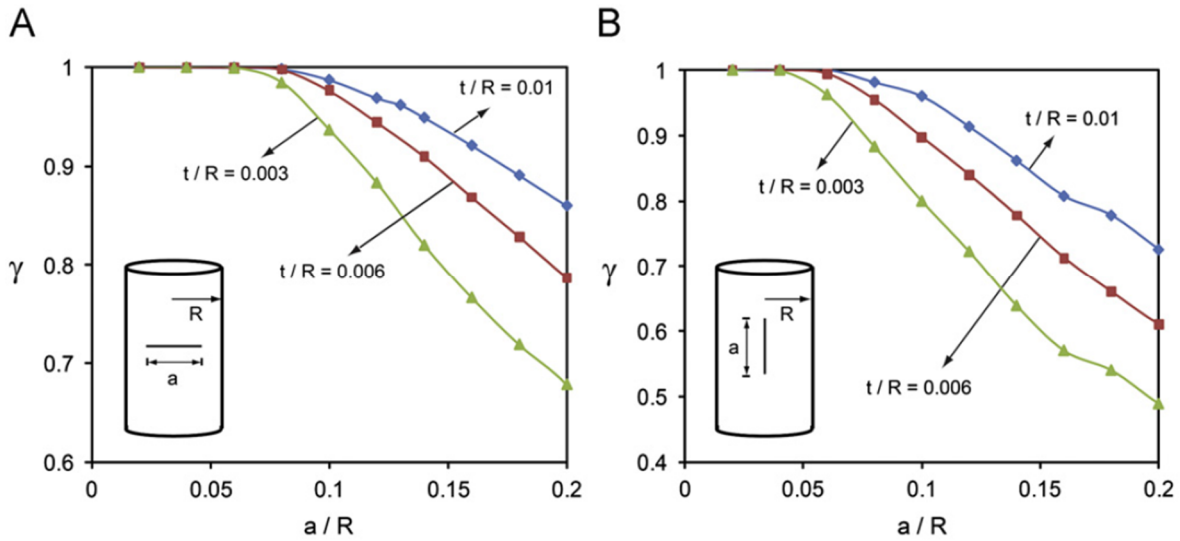 A
1
0.9
0.8
0.7
0.6
γ
t / R = 0.01
t / R = 0.003
t / R = 0.006
R
a
0
0.05
0.1
0.15
0.2
a / R
B
1
0.9
0.8
0.7
0.6
0.5
0.4
γ
t / R = 0.01
t / R = 0.003
t / R = 0.006
R
a
0
0.05
0.1
0.15
0.2
a / R